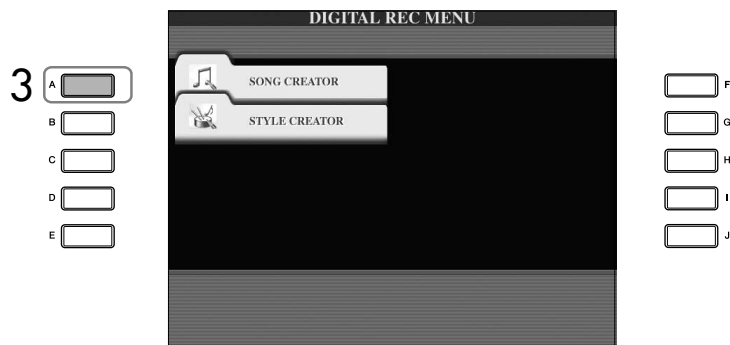 DIGITAL REC MENU
3
A
SONG CREATOR
F
B
STYLE CREATOR
G
C
H
D
I
E
J